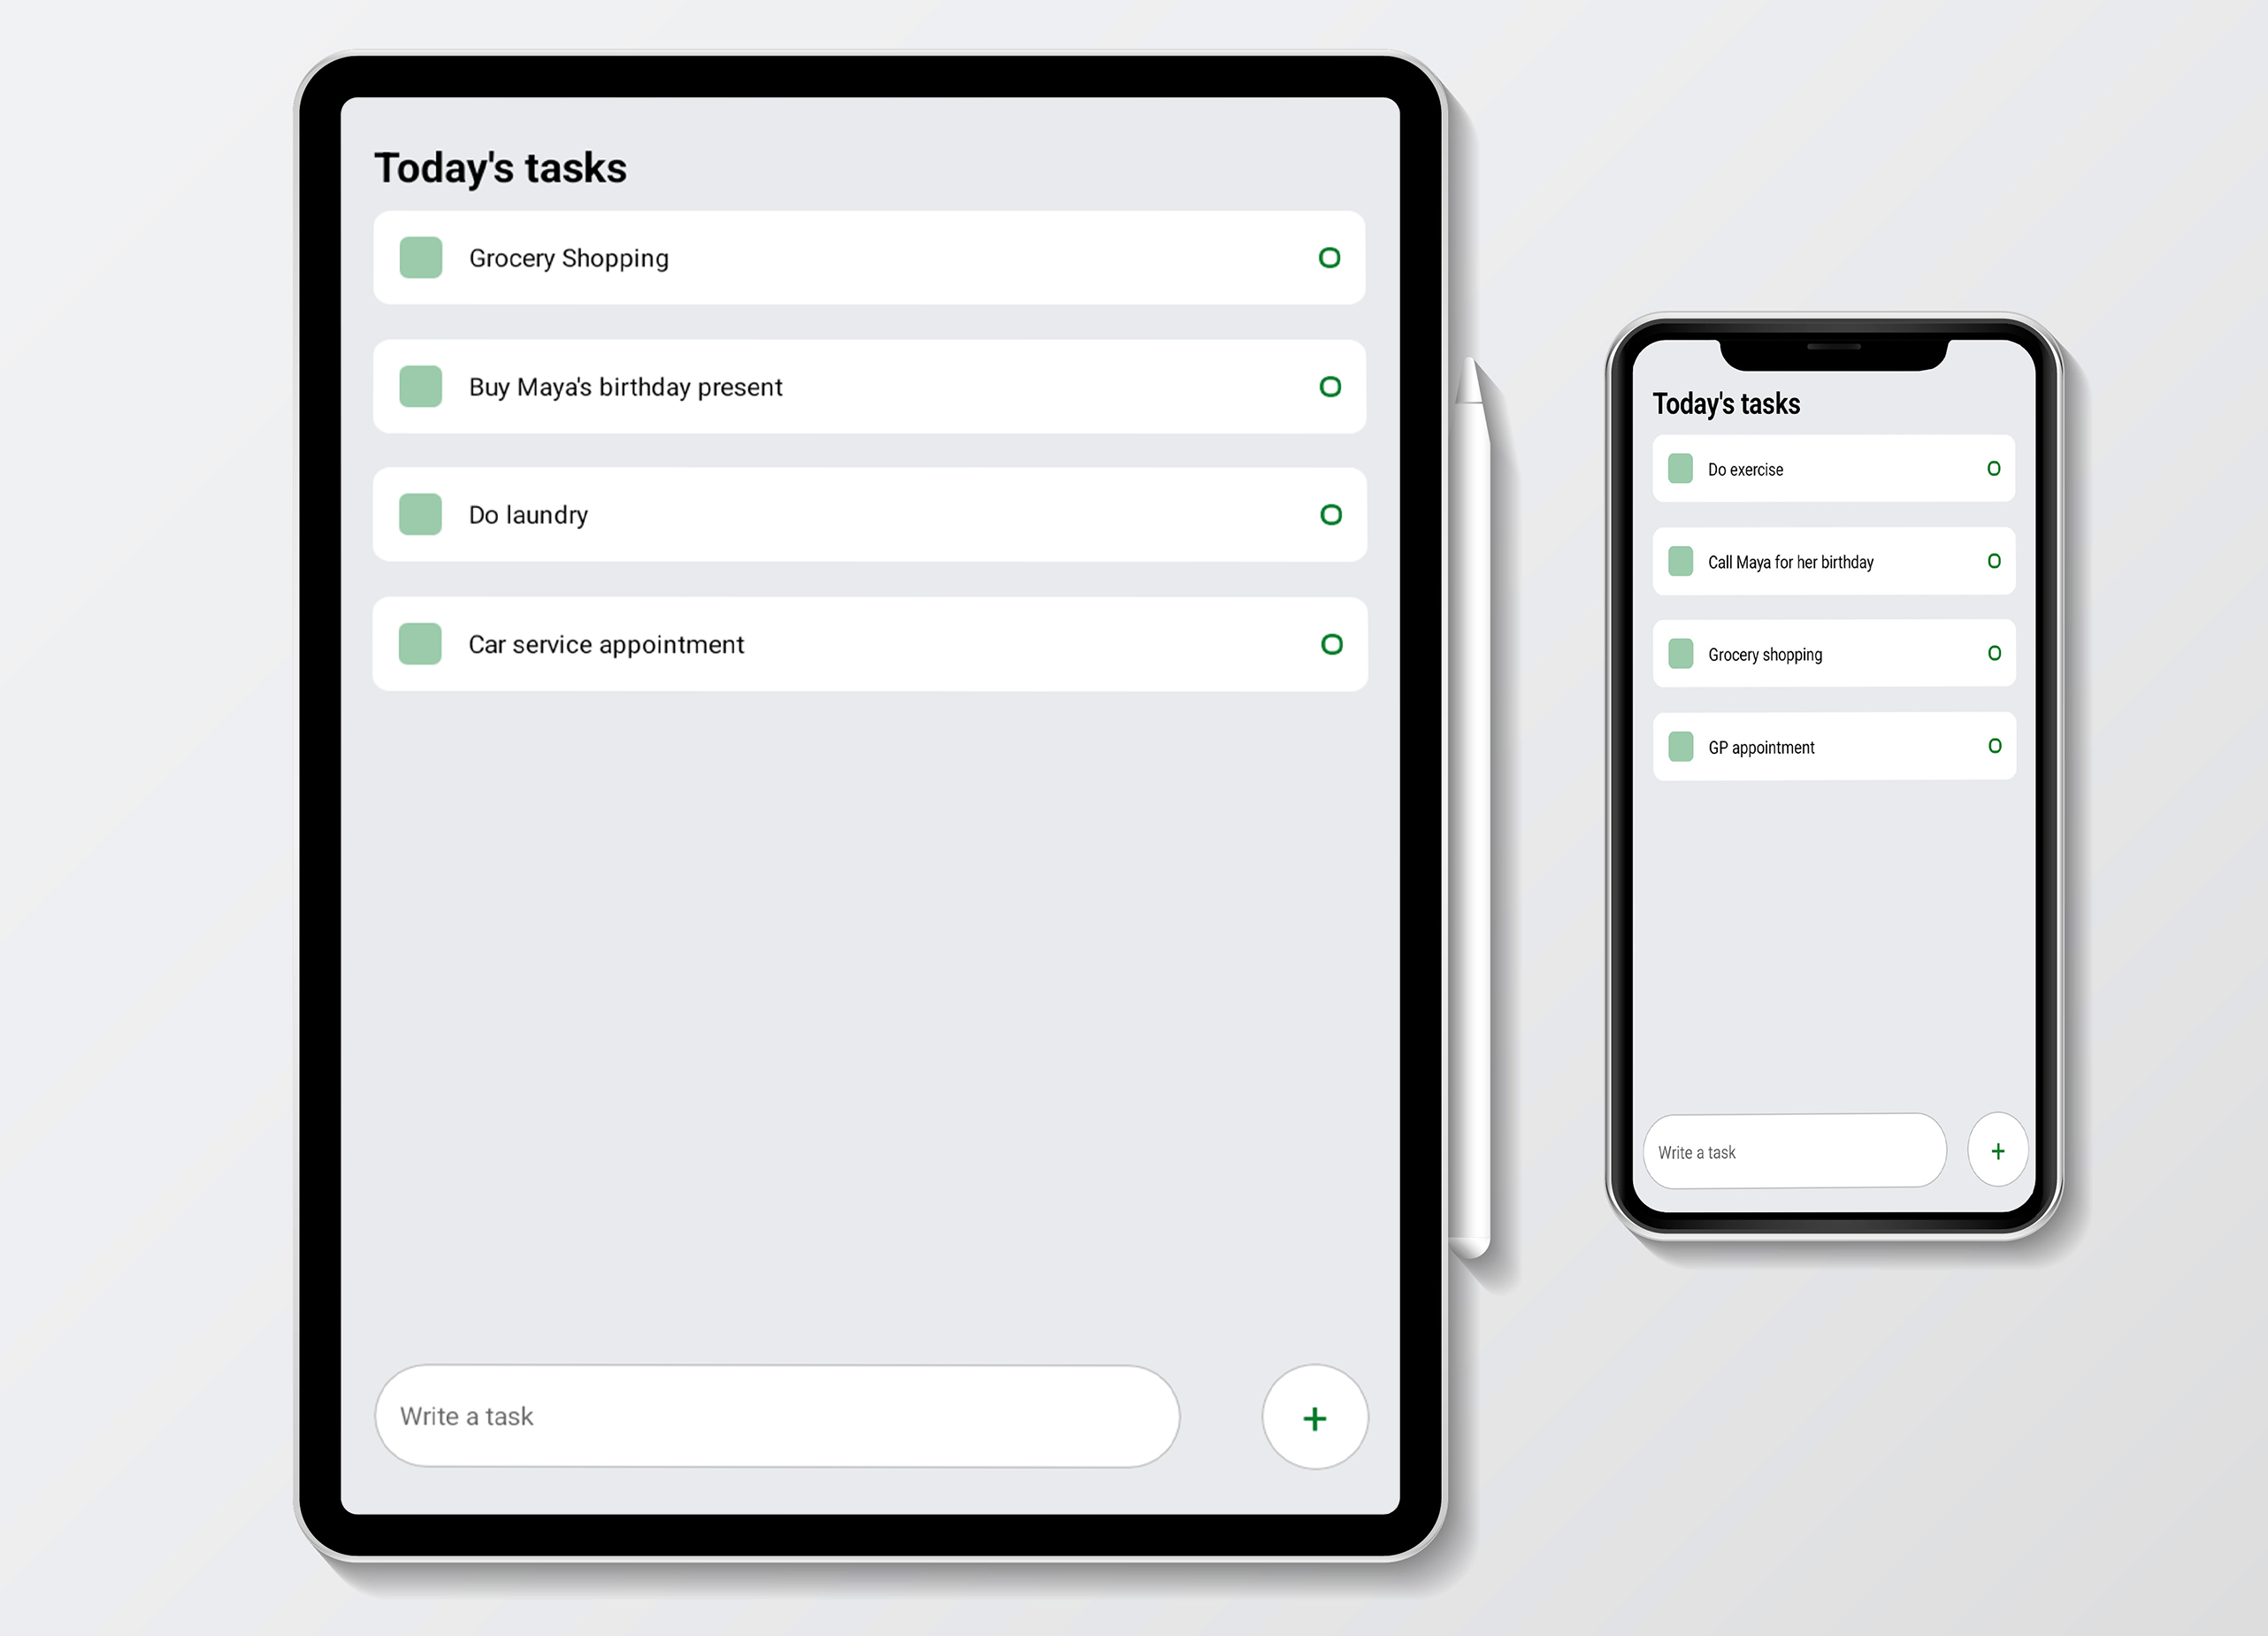 Today's tasks
Grocery Shopping
Buy Maya's birthday present
Do laundry
Car service appointment
Write a task
+
Today's tasks
Do exercise
Call Maya for her birthday
Grocery shopping
GP appointment
Write a task
+